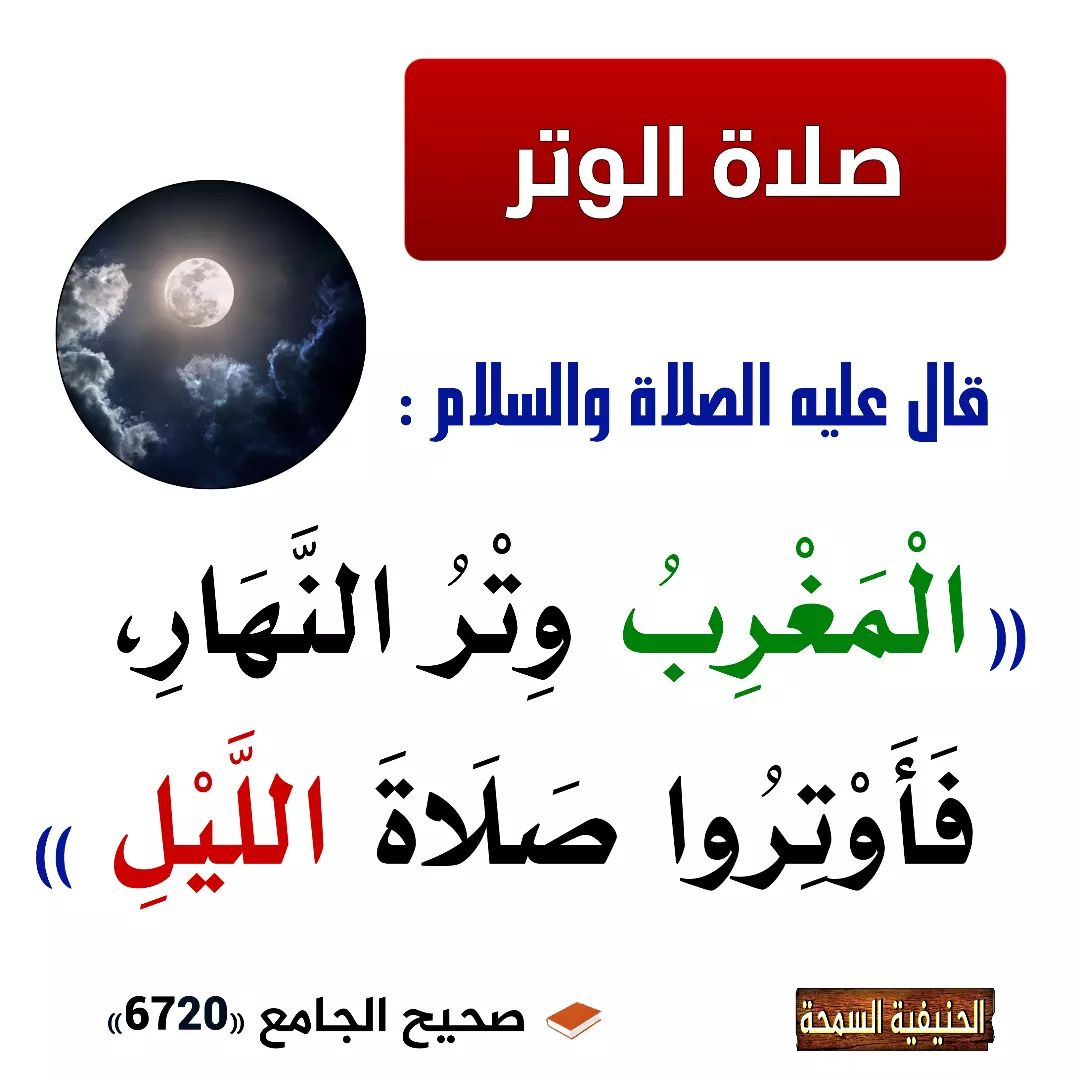 صلاة الوتر
قال عليه الصلاة والسلام :
(( الْمَغْرِبُ وِتْرُ النَّهَارِ،
فَأَوْتِرُوا صَلَاةَ اللَّيْلِ ))
صحيح الجامع ((6720))
الحنيفية السمحة